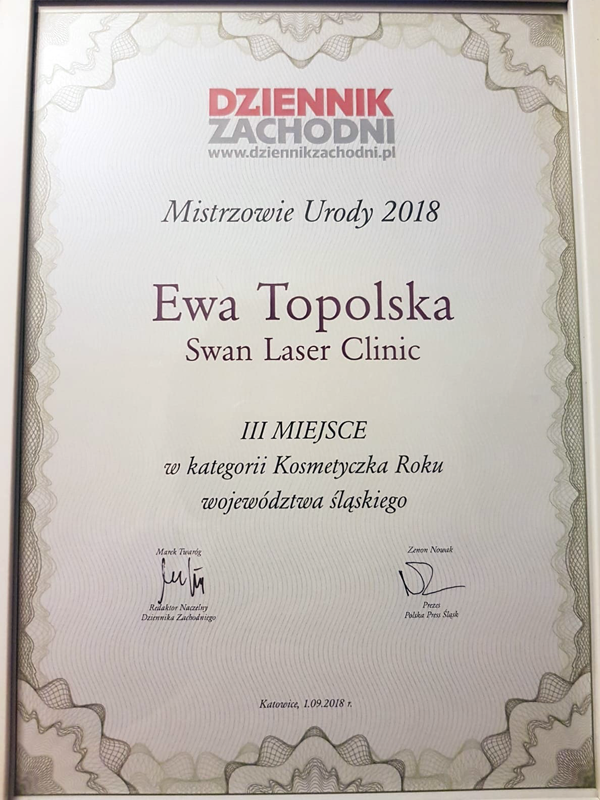 DZIENNIK
ZACHODNI
www.dziennikzachodni.pl
Mistrzowie Urody 2018
Ewa Topolska
Swan Laser Clinic
III MIEJSCE
w kategorii Kosmetyczka Roku
województwa śląskiego
Marek Twaróg
Redaktor Naczelny
Dziennika Zachodniego
Zenon Nowak
Prezes
Polska Press Śląsk
Katowice, 1.09.2018 r.